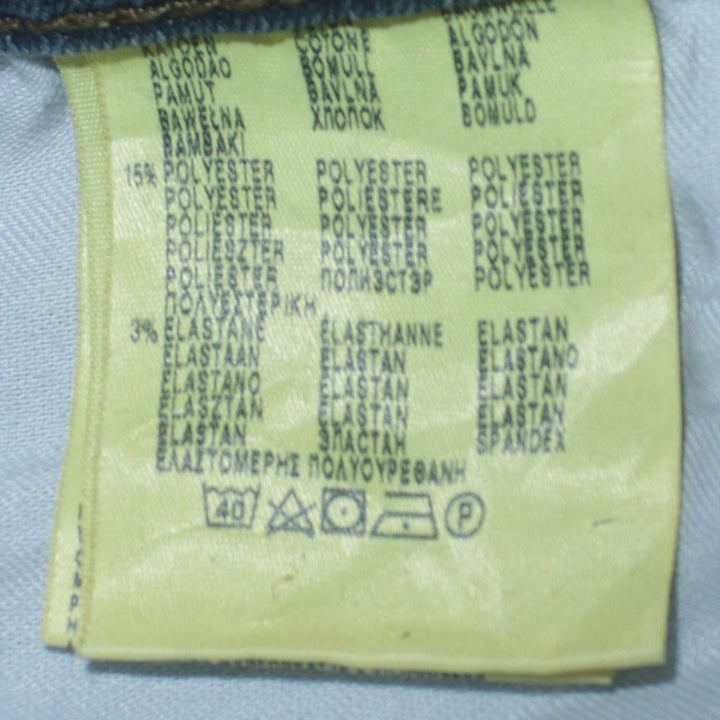 KATOEN COTONE ALGODÓN
ALGODAO BOMULL BAVLNA
PAMUT BAVLNA PAMUK
BAWEŁNA ХЛОПОК BOMULD
BAMBAKI
15% POLYESTER POLYESTER POLYESTER
POLYESTER POLIESTERE POLIESTER
POLIESTER POLYESTER POLYESTER
POLIESZTER POLYESTER POLYESTER
POLIESTER ПОЛИЭСТЭР POLYESTER
ΠΟΛΥΕΣΤΕΡΙΚΗ
3% ELASTANE ÉLASTHANNE ELASTAN
ELASTAAN ELASTAN ELASTANO
ELASTANO ELASTAN ELASTAN
ELASZTAN ELASTAN ELASTAN
ELASTAN ЭЛАСТАН SPANDEX
ΕΛΑΣΤΟΜΕΡΗΣ ΠΟΛΥΟΥΡΕΘΑΝΗ
40 P